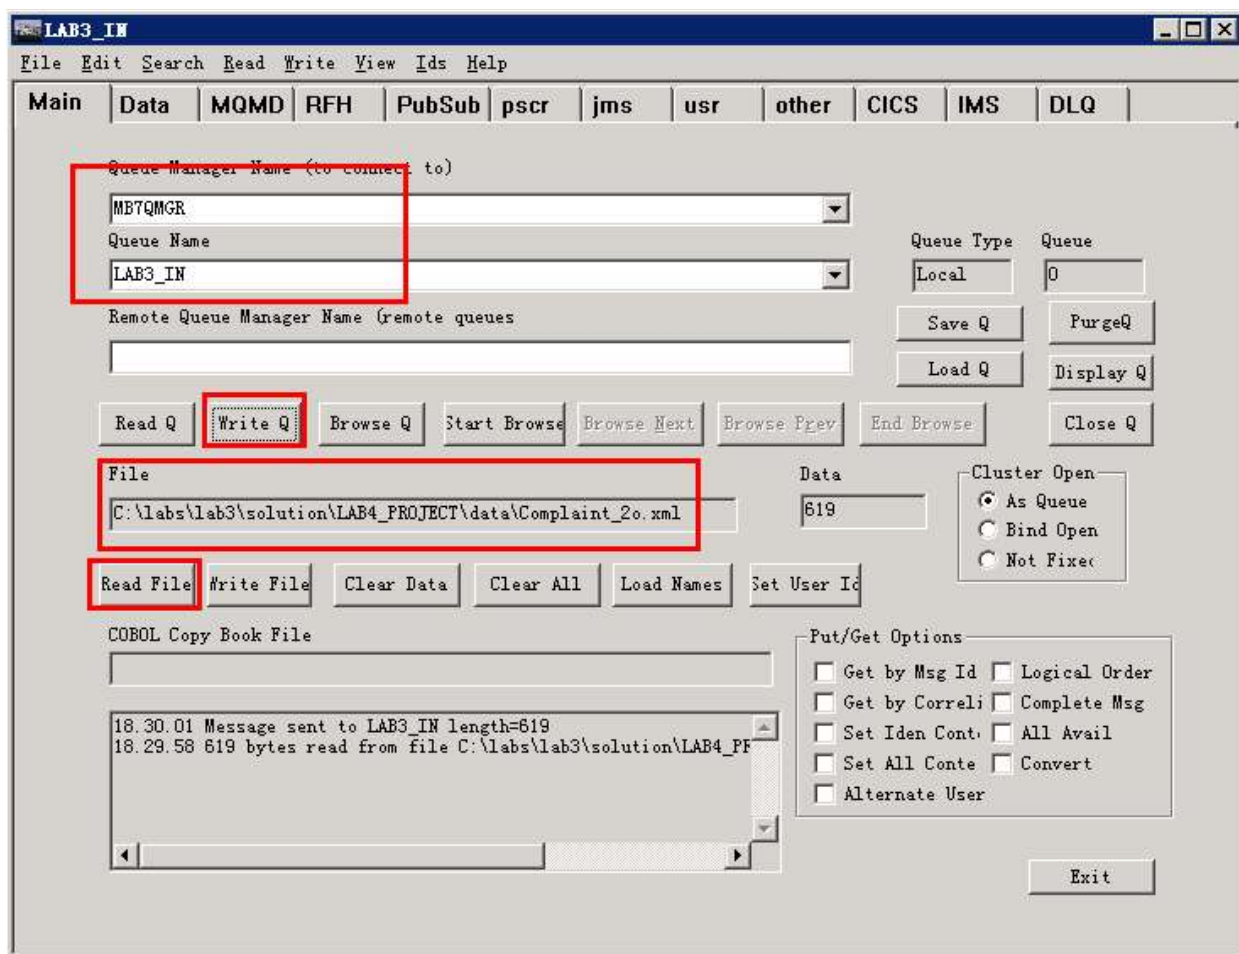 LAB3_IN
File Edit Search Read Write View Ids Help
Main Data MQMD RFH PubSub pscr jms usr other CICS IMS DLQ
Queue Manager Name (to connect to)
MB7QMGR
Queue Name Queue Type Queue
LAB3_IN Local 0
Remote Queue Manager Name (remote queues
Save Q PurgeQ
Load Q Display Q
Read Q Write Q Browse Q Start Browse Browse Next Browse Prev End Browse Close Q
File Data Cluster Open
C:\labs\lab3\solution\LAB4_PROJECT\data\Complaint_2o.xml 619 As Queue
Bind Open
Not Fixec
Read File Write File Clear Data Clear All Load Names Set User Id
COBOL Copy Book File Put/Get Options
Get by Msg Id Logical Order
Get by Correli Complete Msg
18.30.01 Message sent to LAB3_IN length=619
18.29.58 619 bytes read from file C:\labs\lab3\solution\LAB4_PF
Set Iden Cont All Avail
Set All Conte Convert
Alternate User
Exit